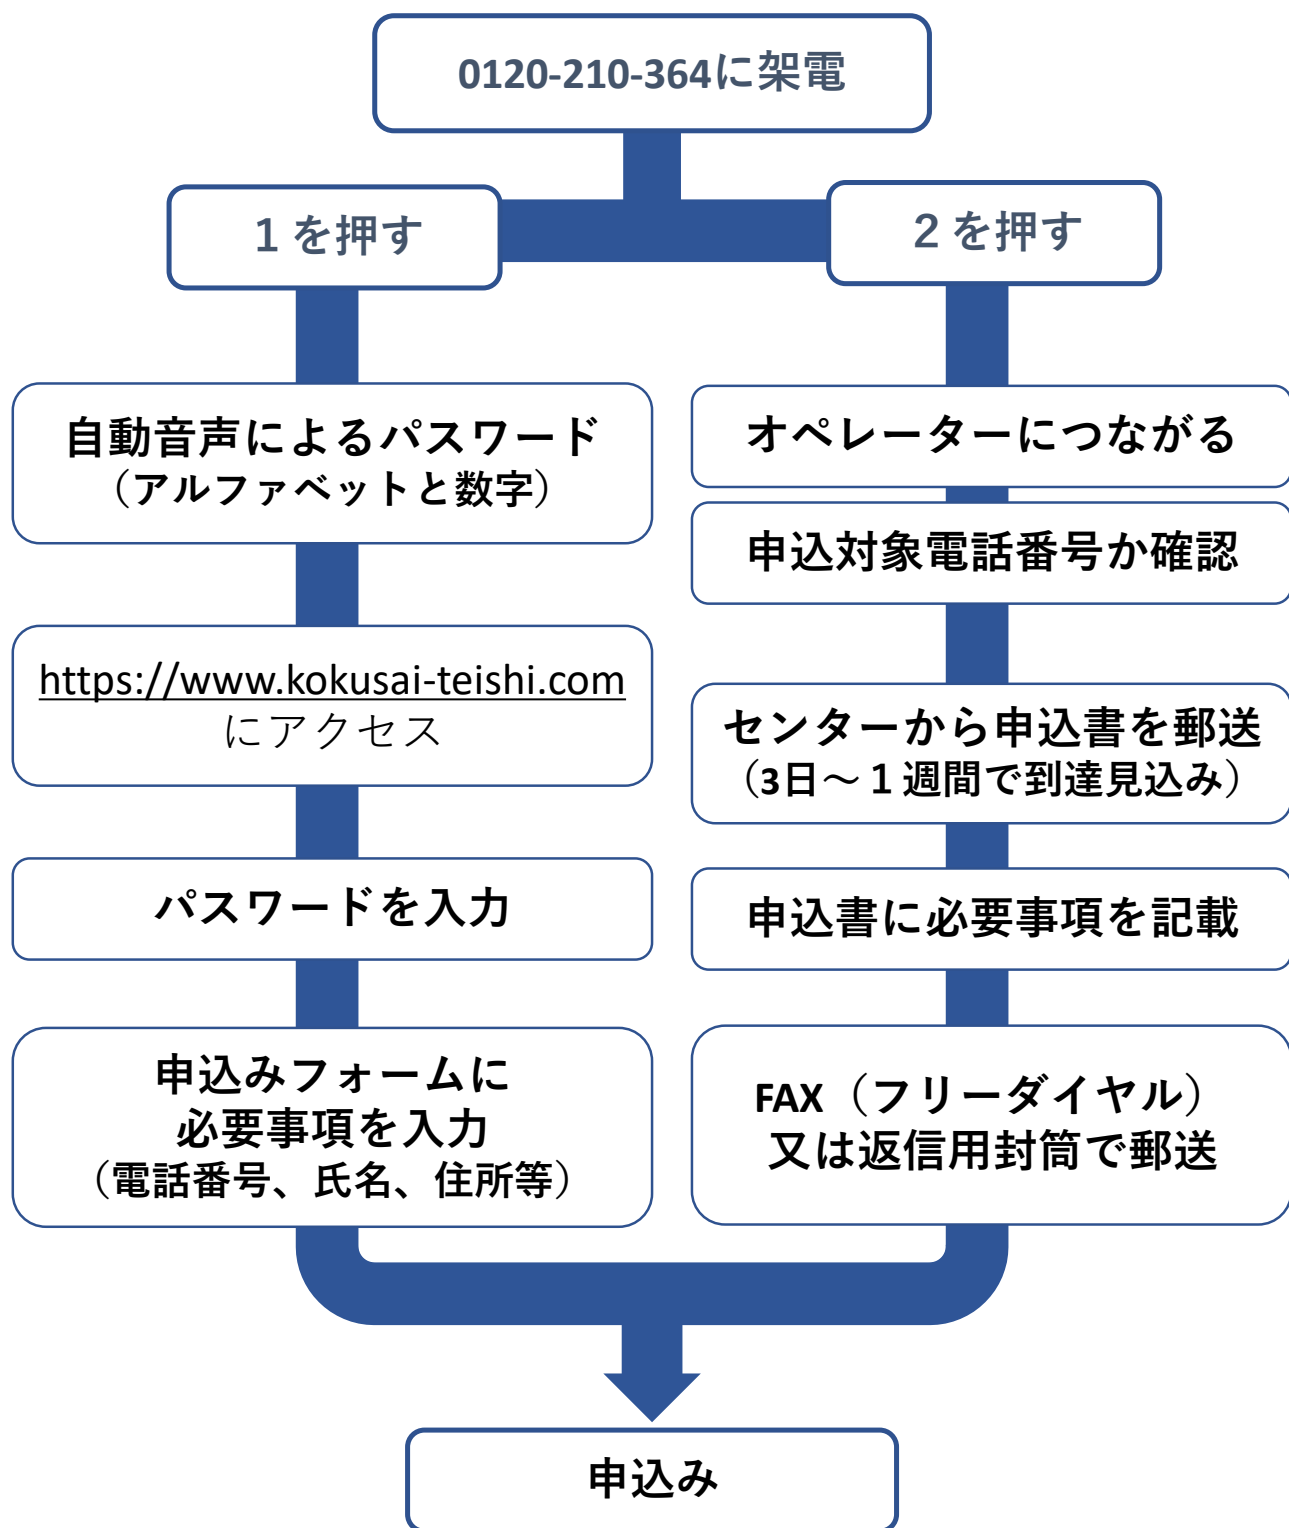 0120-210-364に架電
１を押す
２を押す
自動音声によるパスワード
（アルファベットと数字）
https://www.kokusai-teishi.com
にアクセス
パスワードを入力
申込みフォームに
必要事項を入力
（電話番号、氏名、住所等）
オペレーターにつながる
申込対象電話番号か確認
センターから申込書を郵送
（3日～１週間で到達見込み）
申込書に必要事項を記載
FAX（フリーダイヤル）
又は返信用封筒で郵送
申込み